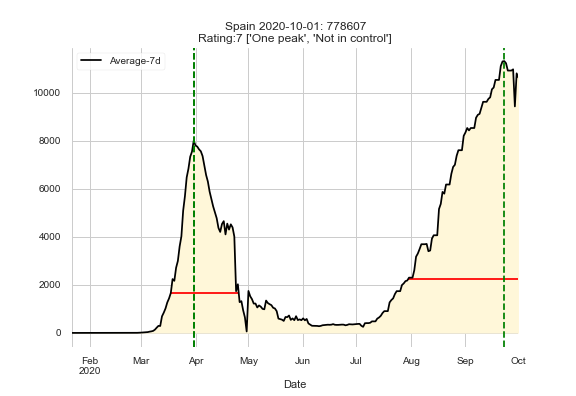 Spain 2020-10-01: 778607
Rating:7 ['One peak', 'Not in control']
Average-7d
10000
8000
6000
4000
2000
0
Feb Mar Apr May Jun Jul Aug Sep Oct
2020
Date